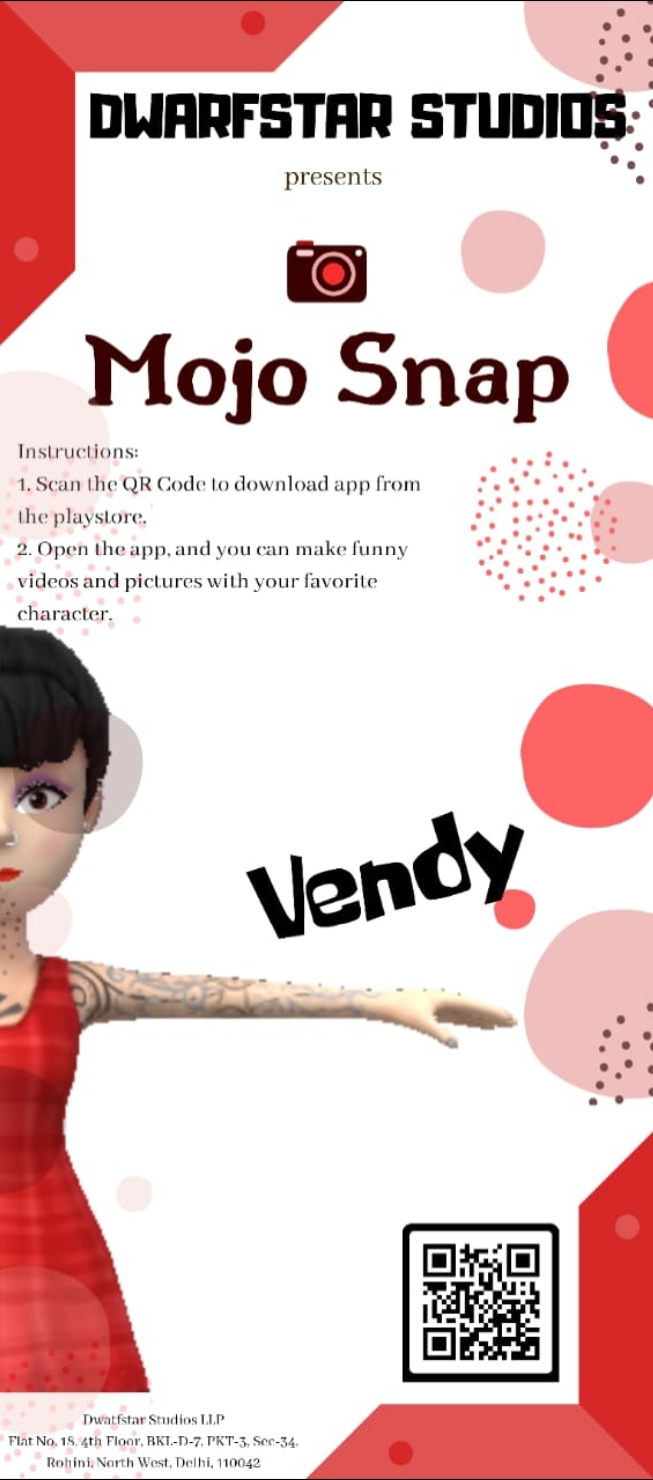 DWARFSTAR STUDIOS
presents
Mojo Snap
Instructions:
1. Scan the QR Code to download app from
the playstore.
2. Open the app, and you can make funny
videos and pictures with your favorite
character.
Vendy
Dwatfstar Studios LLP
Flat No, 18, 4th Floor, BKL-D-7, PKT-3, Sec-34,
Rohini, North West, Delhi, 110042